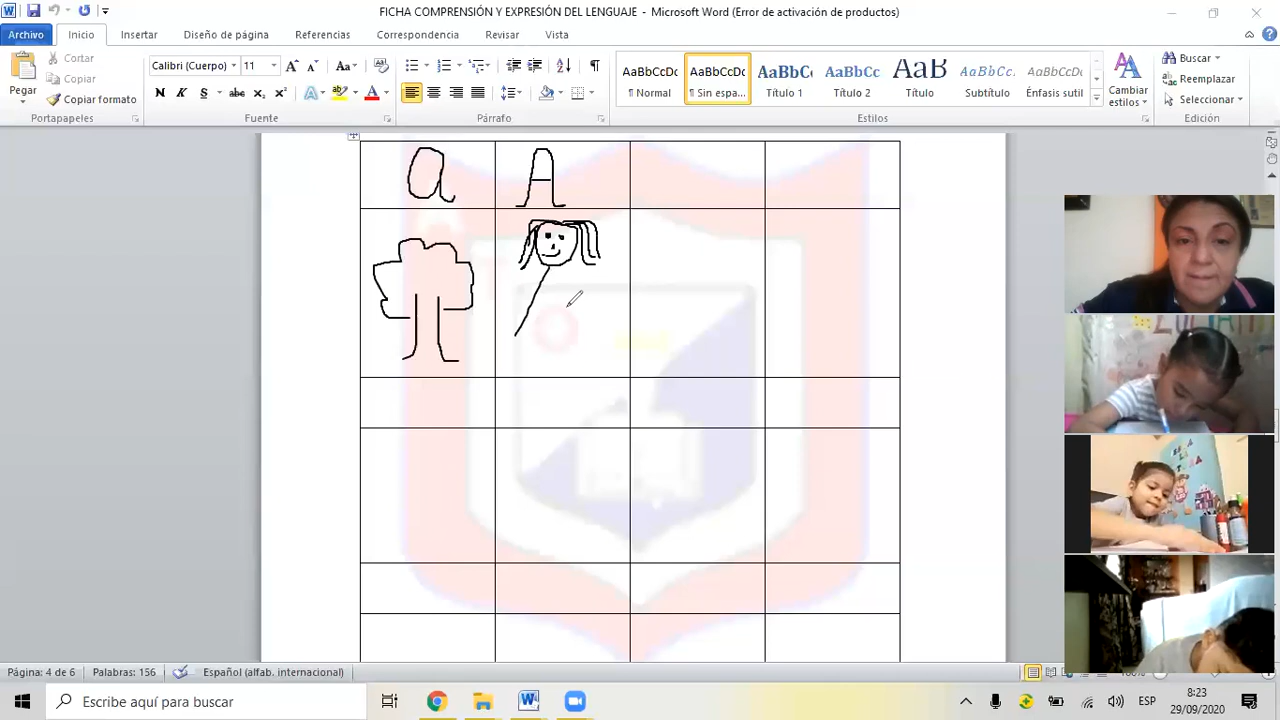 FICHA COMPRENSIÓN Y EXPRESIÓN DEL LENGUAJE - Microsoft Word (Error de activación de productos)
Archivo Inicio Insertar Diseño de página Referencias Correspondencia Revisar Vista
Pegar
Cortar
Copiar
Copiar formato
Portapapeles
Calibri (Cuerpo) 11
Fuente
Párrafo
AaBbCcDc AaBbCcDc AaBbC AaBbCc AaB AaBbCc AaBbCcDc
¶ Normal ¶ Sin espa... Título 1 Título 2 Título Subtítulo Énfasis sutil
Estilos
Cambiar estilos
Buscar
Reemplazar
Seleccionar
Edición
a A
Página: 4 de 6 Palabras: 156 Español (alfab. internacional)
Escribe aquí para buscar
ESP
8:23
29/09/2020